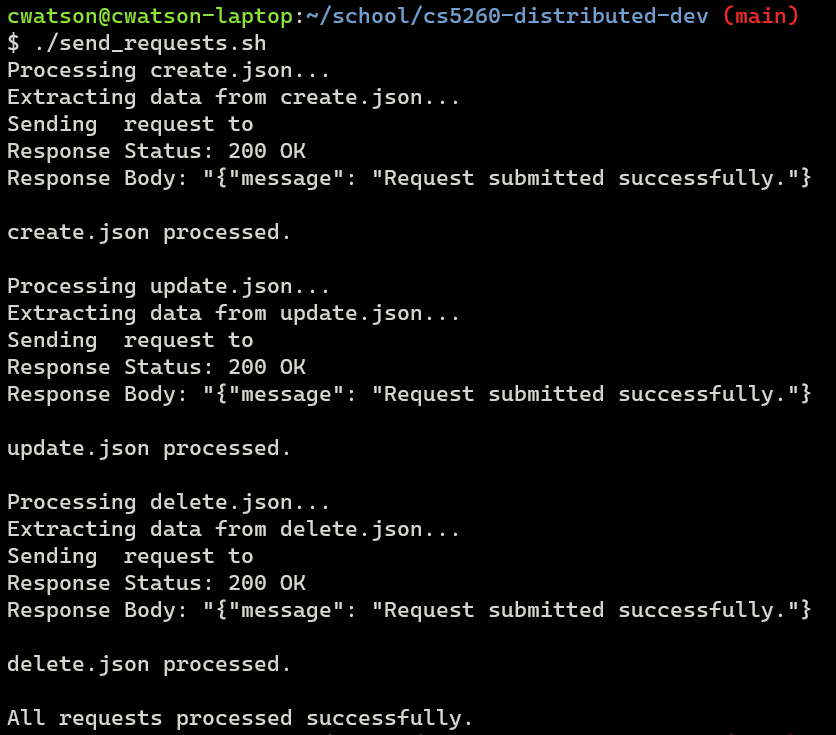 cwatson@cwatson-laptop:~/school/cs5260-distributed-dev (main)
$ ./send_requests.sh
Processing create.json...
Extracting data from create.json...
Sending  request to
Response Status: 200 OK
Response Body: "{"message": "Request submitted successfully."}
create.json processed.
Processing update.json...
Extracting data from update.json...
Sending  request to
Response Status: 200 OK
Response Body: "{"message": "Request submitted successfully."}
update.json processed.
Processing delete.json...
Extracting data from delete.json...
Sending  request to
Response Status: 200 OK
Response Body: "{"message": "Request submitted successfully."}
delete.json processed.
All requests processed successfully.